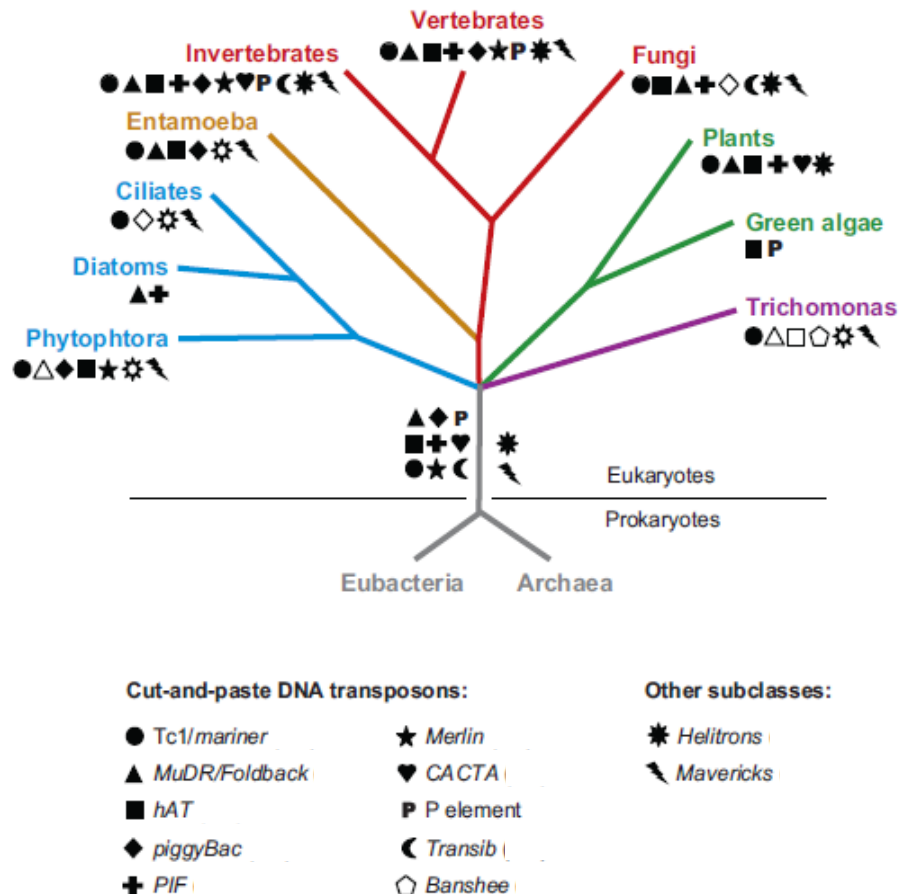 Vertebrates
Invertebrates
Fungi
P
P
Entamoeba
Plants
Ciliates
Green algae
P
Diatoms
Trichomonas
Phytophtora
P
Eukaryotes
Prokaryotes
Eubacteria Archaea
Cut-and-paste DNA transposons: Other subclasses:
Tc1/mariner Merlin Helitrons
MuDR/Foldback CACTA ( Mavericks
hAT P P element
piggyBac Transib (
PIF Banshee